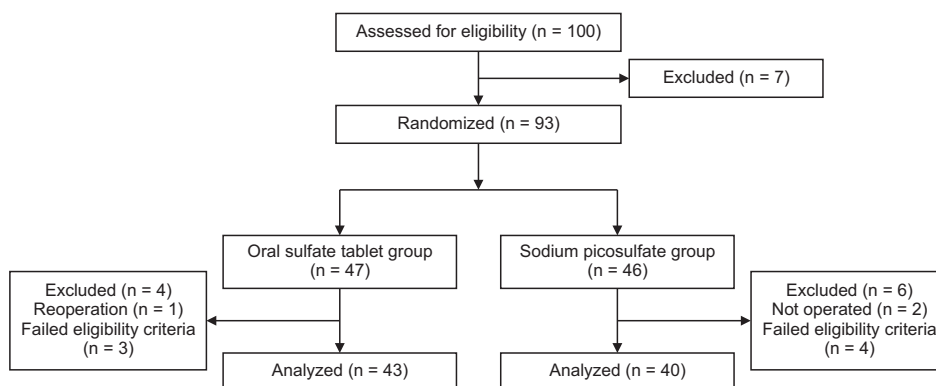 Assessed for eligibility (n = 100)
Excluded (n = 7)
Randomized (n = 93)
Oral sulfate tablet group
(n = 47)
Sodium picosulfate group
(n = 46)
Excluded (n = 4)
Reoperation (n = 1)
Failed eligibility criteria
(n = 3)
Excluded (n = 6)
Not operated (n = 2)
Failed eligibility criteria
(n = 4)
Analyzed (n = 43)
Analyzed (n = 40)